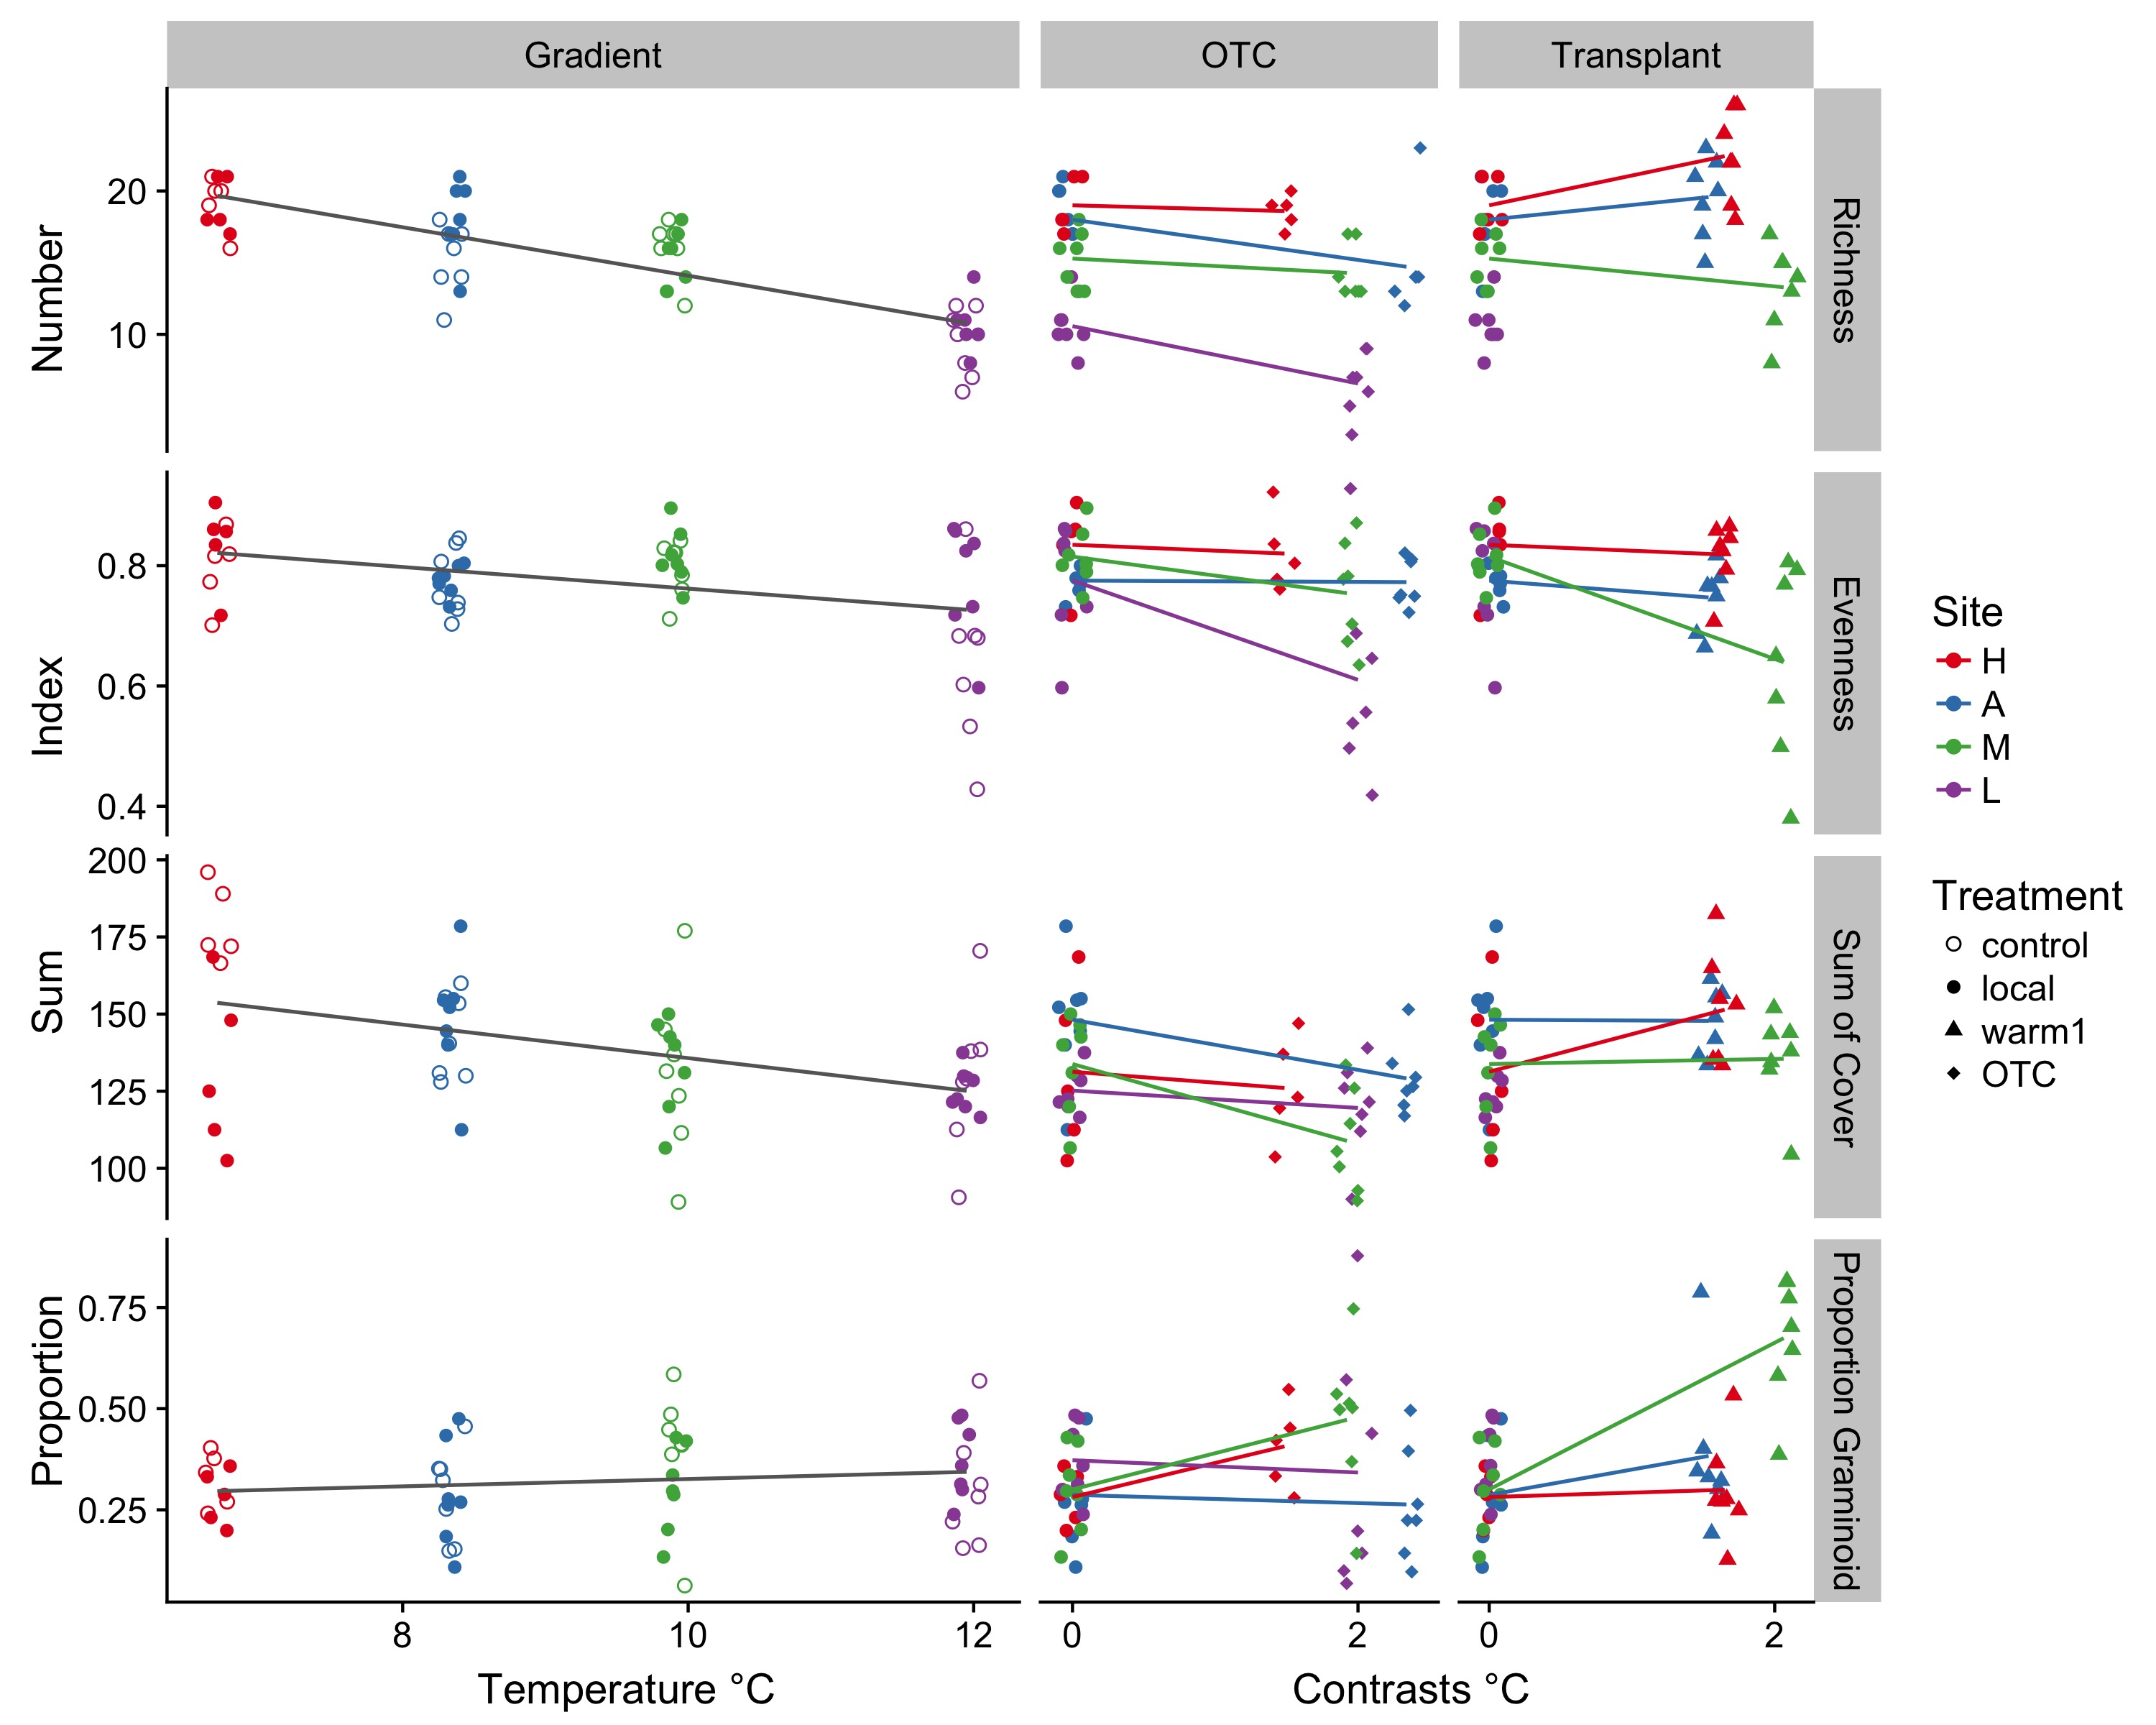 Gradient
OTC
Transplant
Number
20
10
Richness
Index
0.8
0.6
0.4
Evenness
Sum
200
175
150
125
100
Sum of Cover
Proportion
0.75
0.50
0.25
Proportion Graminoid
8
10
12
0
2
0
2
Temperature °C
Contrasts °C
Site
H
A
M
L
Treatment
control
local
warm1
OTC